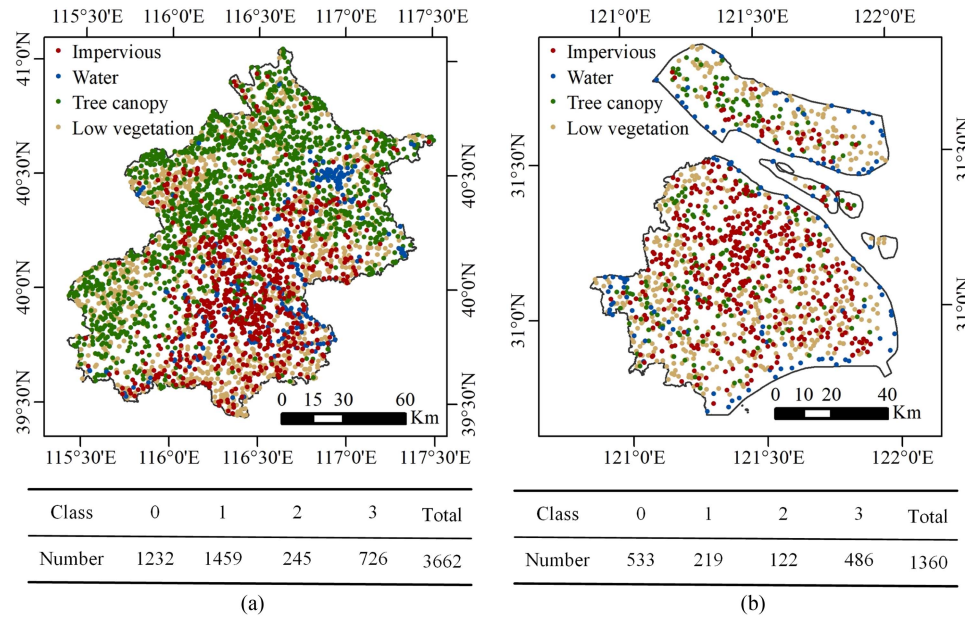 115°30'E 116°0'E 116°30'E 117°0'E 117°30'E
41°0'N
40°30'N
40°0'N
39°30'N
Impervious
Water
Tree canopy
Low vegetation
41°0'N
40°30'N
40°0'N
39°30'N
0 15 30 60
Km
115°30'E 116°0'E 116°30'E 117°0'E 117°30'E
Class 0 1 2 3 Total
Number 1232 1459 245 726 3662
(a)
121°0'E 121°30'E 122°0'E
31°30'N
31°0'N
Impervious
Water
Tree canopy
Low vegetation
31°30'N
31°0'N
0 10 20 40
Km
121°0'E 121°30'E 122°0'E
Class 0 1 2 3 Total
Number 533 219 122 486 1360
(b)